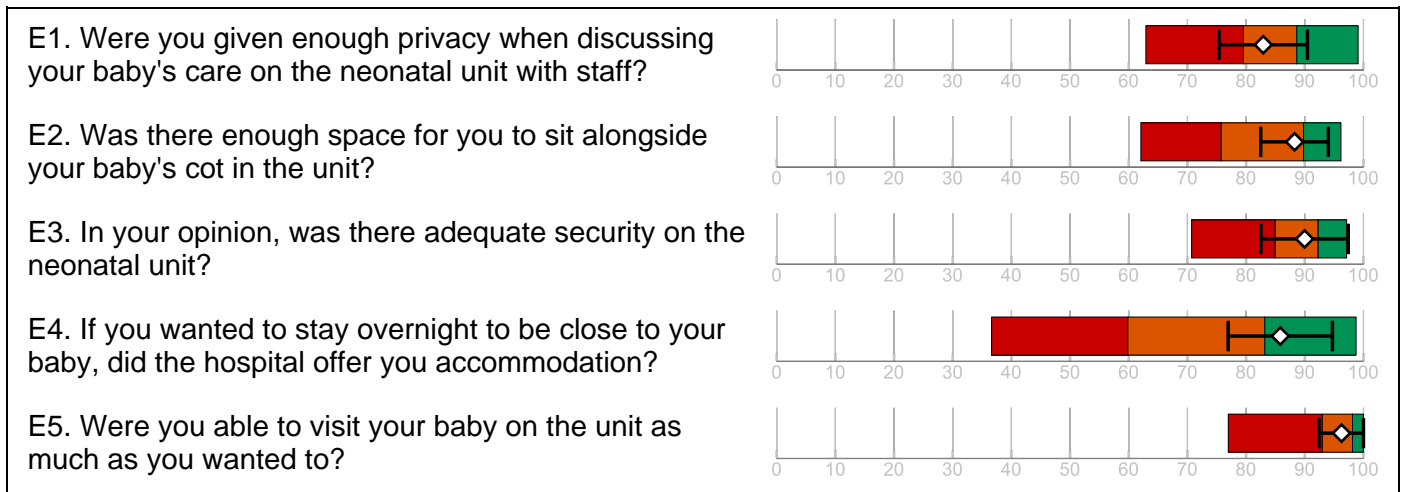 E1. Were you given enough privacy when discussing
your baby's care on the neonatal unit with staff?
0 10 20 30 40 50 60 70 80 90 100
E2. Was there enough space for you to sit alongside
your baby's cot in the unit?
0 10 20 30 40 50 60 70 80 90 100
E3. In your opinion, was there adequate security on the
neonatal unit?
0 10 20 30 40 50 60 70 80 90 100
E4. If you wanted to stay overnight to be close to your
baby, did the hospital offer you accommodation?
0 10 20 30 40 50 60 70 80 90 100
E5. Were you able to visit your baby on the unit as
much as you wanted to?
0 10 20 30 40 50 60 70 80 90 100